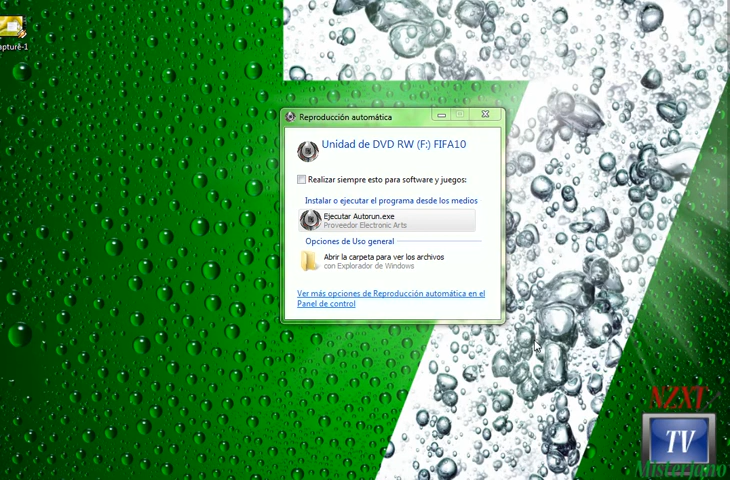 apture-1
Reproducción automática
Unidad de DVD RW (F:) FIFA10
Realizar siempre esto para software y juegos:
Instalar o ejecutar el programa desde los medios
Ejecutar Autorun.exe
Proveedor Electronic Arts
Opciones de Uso general
Abrir la carpeta para ver los archivos
con Explorador de Windows
Ver más opciones de Reproducción automática en el
Panel de control
NZXT
TV
Misterjano